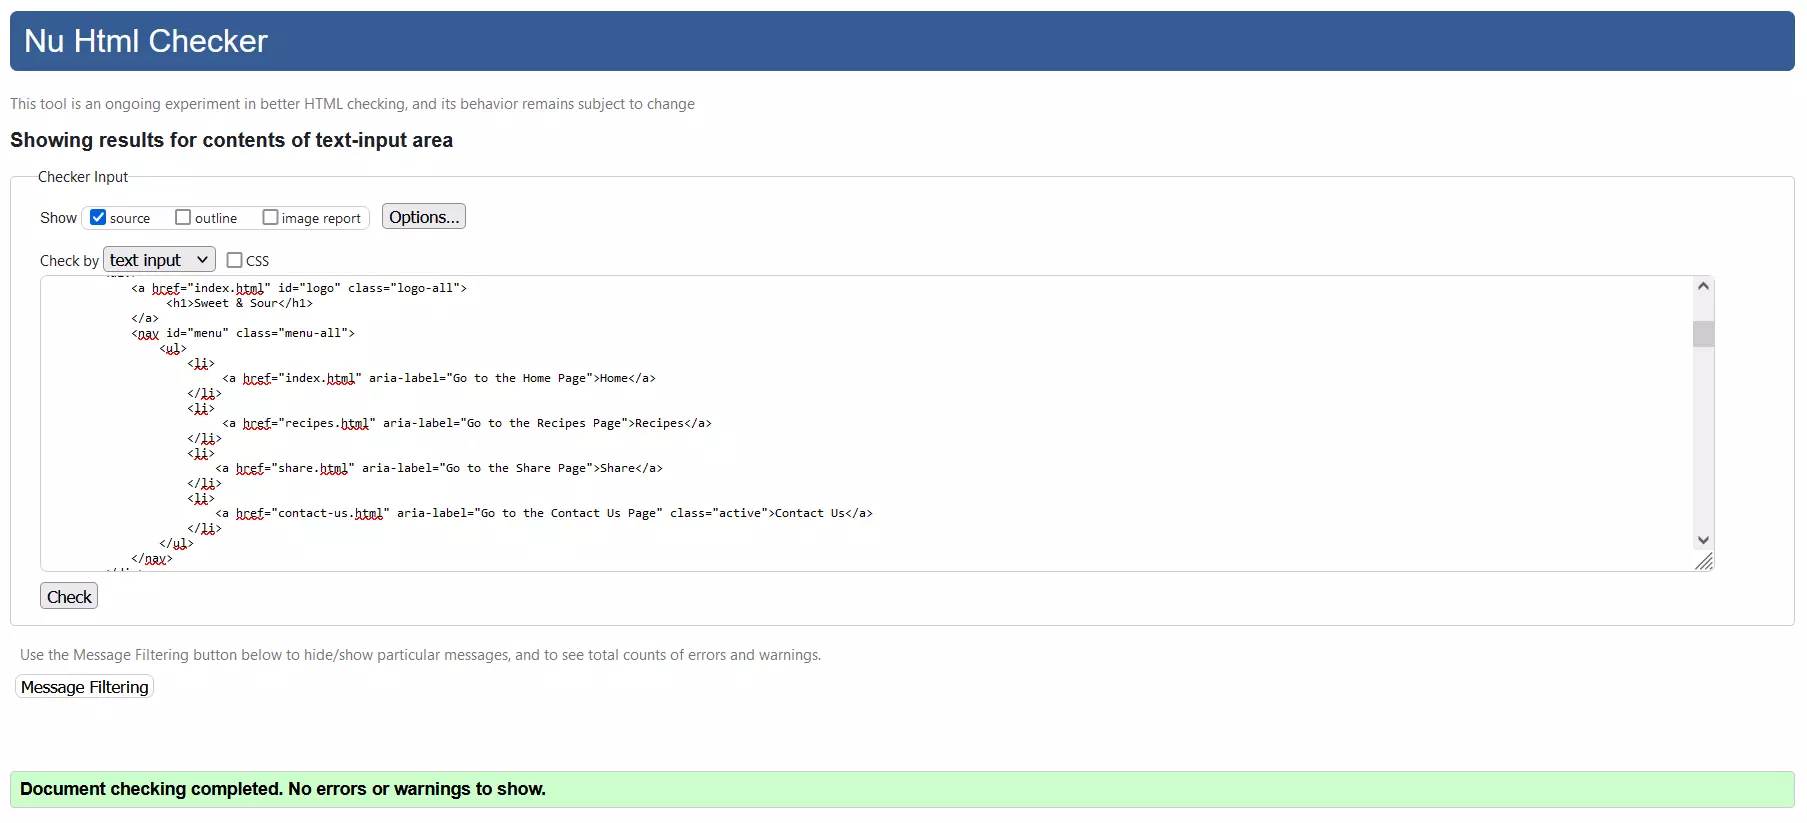 Nu Html Checker
This tool is an ongoing experiment in better HTML checking, and its behavior remains subject to change
Showing results for contents of text-input area
Checker Input
Show source outline image report Options...
Check by text input CSS
<a href="index.html" id="logo" class="logo-all">
<h1>Sweet & Sour</h1>
</a>
<nav id="menu" class="menu-all">
<ul>
<li>
<a href="index.html" aria-label="Go to the Home Page">Home</a>
</li>
<li>
<a href="recipes.html" aria-label="Go to the Recipes Page">Recipes</a>
</li>
<li>
<a href="share.html" aria-label="Go to the Share Page">Share</a>
</li>
<li>
<a href="contact-us.html" aria-label="Go to the Contact Us Page" class="active">Contact Us</a>
</li>
</ul>
</nav>
Check
Use the Message Filtering button below to hide/show particular messages, and to see total counts of errors and warnings.
Message Filtering
Document checking completed. No errors or warnings to show.